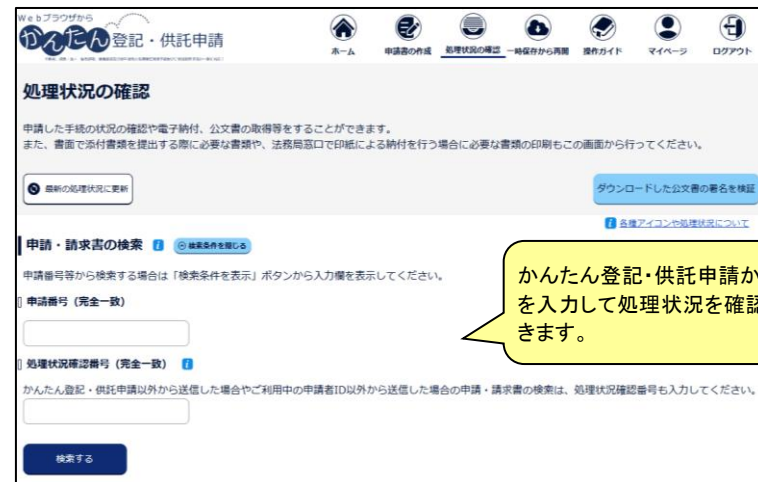 Webブラウザから
かんたん登記・供託申請
ホーム
申請書の作成
処理状況の確認
一時保存から再開
操作ガイド
マイページ
ログアウト
処理状況の確認
申請した手続の状況の確認や電子納付、公文書の取得等をすることができます。
また、書面で添付書類を提出する際に必要な書類や、法務局窓口で印紙による納付を行う場合に必要な書類の印刷もこの画面から行ってください。
最新の処理状況に更新
ダウンロードした公文書の署名を検証
各種アイコンや処理状況について
申請・請求書の検索
検索条件を閉じる
申請番号等から検索する場合は「検索条件を表示」ボタンから入力欄を表示してください。
かんたん登記・供託申請か
を入力して処理状況を確認
きます。
申請番号（完全一致）
処理状況確認番号（完全一致）
かんたん登記・供託申請以外から送信した場合やご利用中の申請者ID以外から送信した場合の申請・請求書の検索は、処理状況確認番号も入力してください。
検索する